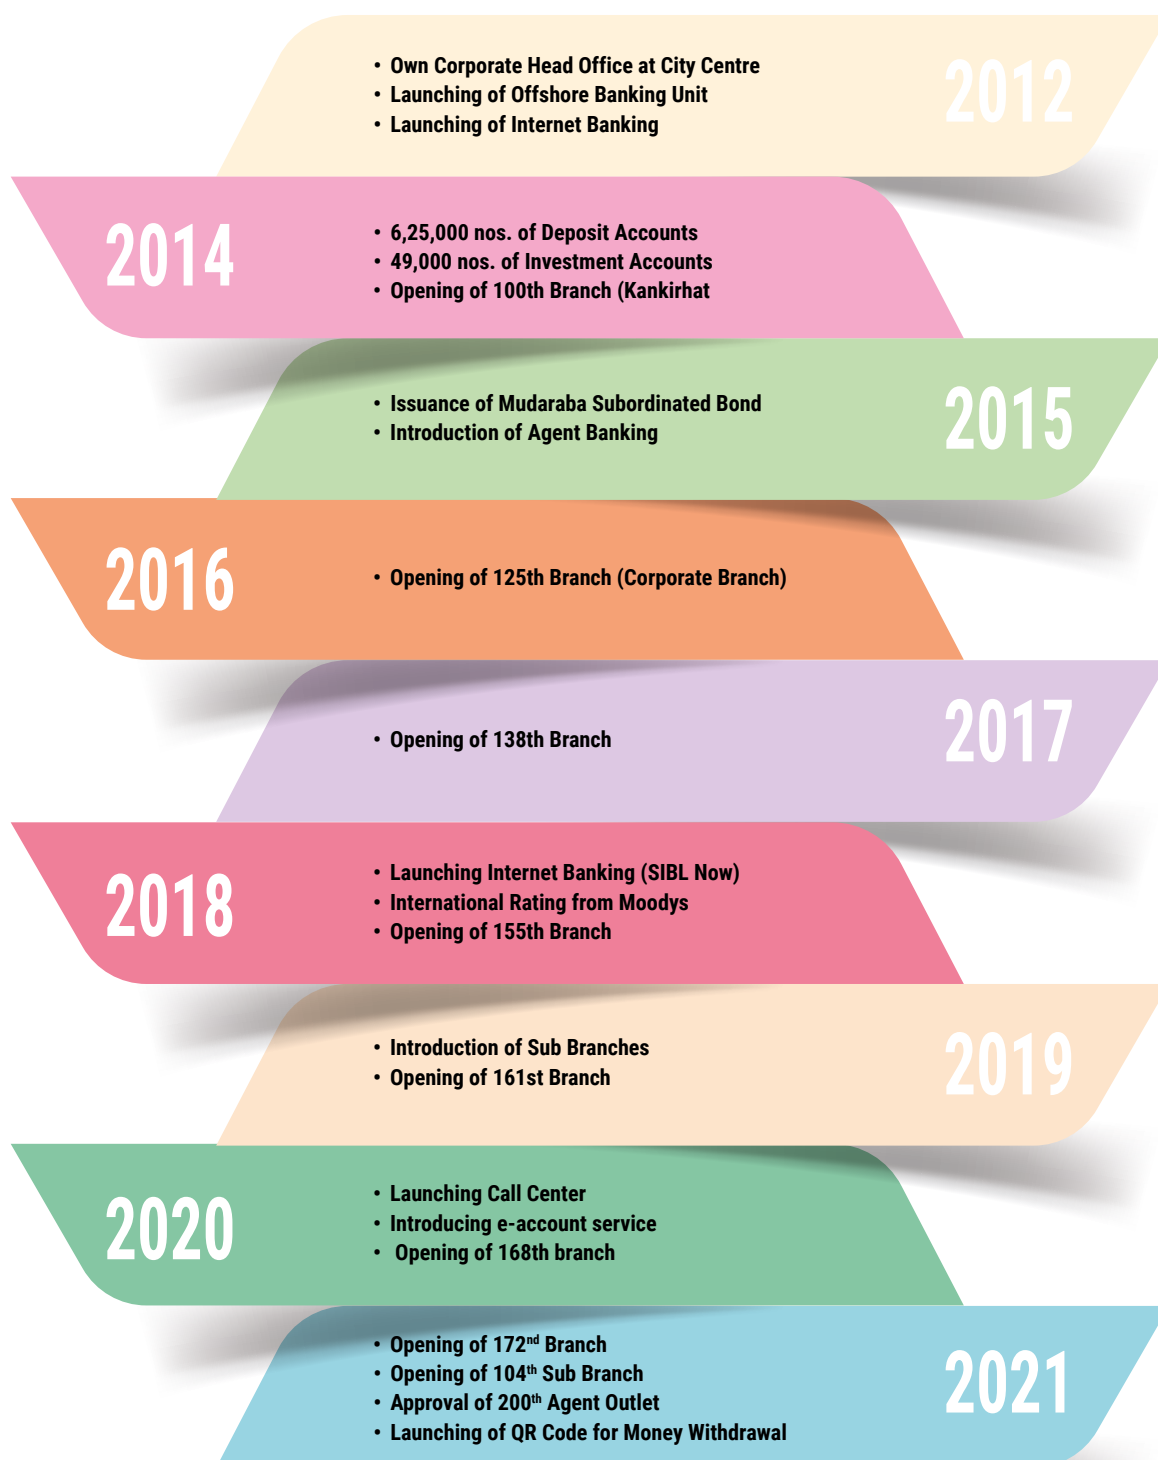 • Own Corporate Head Office at City Centre
• Launching of Offshore Banking Unit
• Launching of Internet Banking
2012
2014
• 6,25,000 nos. of Deposit Accounts
• 49,000 nos. of Investment Accounts
• Opening of 100th Branch (Kankirhat
• Issuance of Mudaraba Subordinated Bond
• Introduction of Agent Banking
2015
2016
• Opening of 125th Branch (Corporate Branch)
• Opening of 138th Branch
2017
2018
• Launching Internet Banking (SIBL Now)
• International Rating from Moodys
• Opening of 155th Branch
• Introduction of Sub Branches
• Opening of 161st Branch
2019
2020
• Launching Call Center
• Introducing e-account service
• Opening of 168th branch
• Opening of 172nd Branch
• Opening of 104th Sub Branch
• Approval of 200th Agent Outlet
• Launching of QR Code for Money Withdrawal
2021